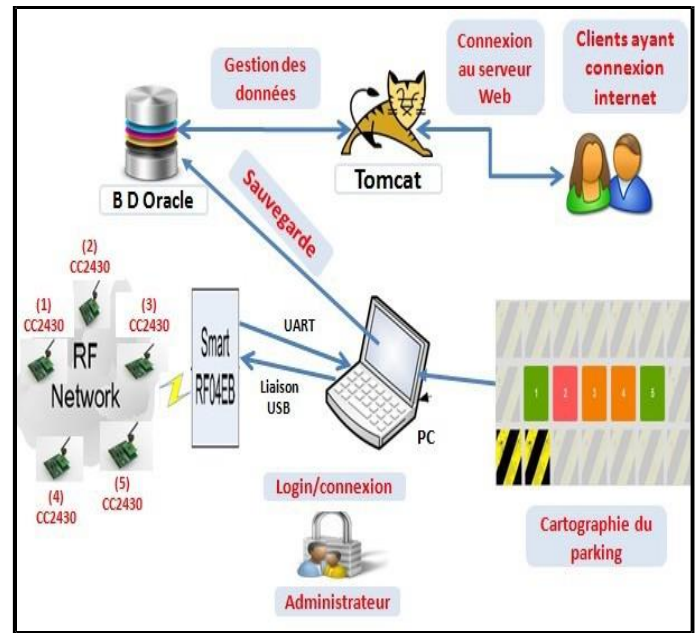 Gestion des
données
Connexion
au serveur
Web
Clients ayant
connexion
internet
B D Oracle
Tomcat
Sauvegarde
(1)
CC2430
(2)
CC2430
(3)
CC2430
RF
Network
(4)
CC2430
(5)
CC2430
Smart
RF04EB
UART
Liaison
USB
PC
1
2
3
4
5
Login/connexion
Administrateur
Cartographie du
parking